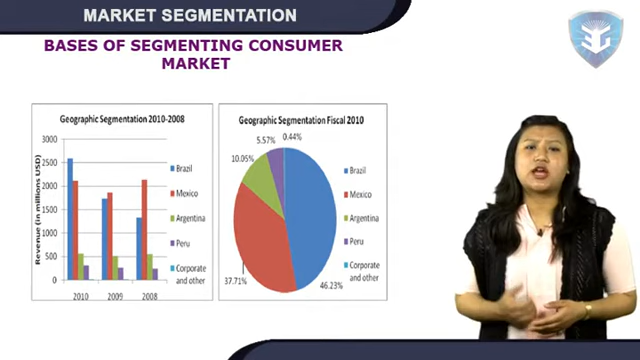 MARKET SEGMENTATION
BASES OF SEGMENTING CONSUMER
MARKET
Geographic Segmentation 2010-2008
Revenue (in millions USD)
3000
2500
2000
1500
1000
500
0
2010
2009
2008
Brazil
Mexico
Argentina
Peru
Corporate
and other
Geographic Segmentation Fiscal 2010
0.44%
5.57%
10.05%
37.71%
46.23%
Brazil
Mexico
Argentina
Peru
Corporate
and other